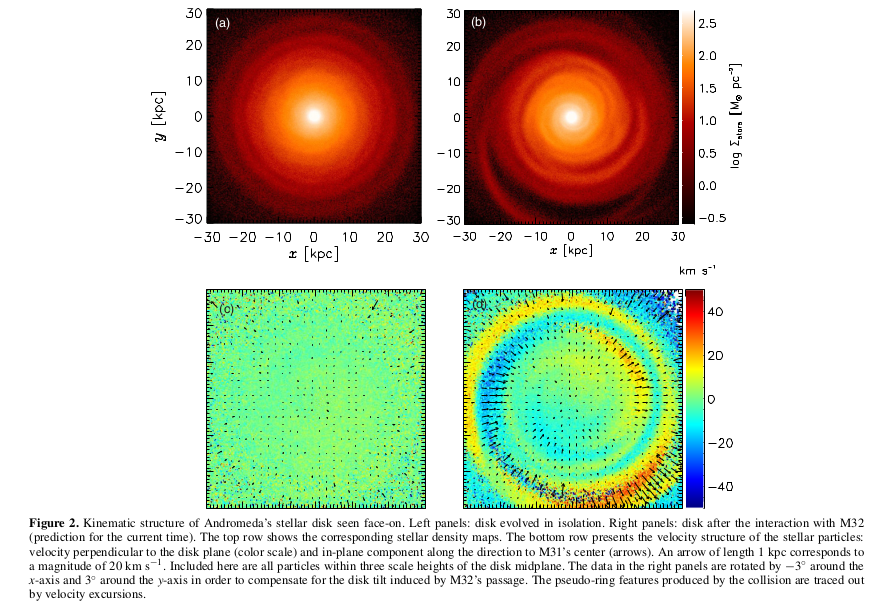 (a)
(b)
30
20
10
0
−10
−20
−30
y [kpc]
−30 −20 −10 0 10 20 30
x [kpc]
30
20
10
0
−10
−20
−30
−30 −20 −10 0 10 20 30
x [kpc]
2.5
2.0
1.5
1.0
0.5
0.0
−0.5
log Σstars [M⊙ pc⁻²]
(c)
(d)
km s⁻¹
40
20
0
−20
−40
Figure 2. Kinematic structure of Andromeda's stellar disk seen face-on. Left panels: disk evolved in isolation. Right panels: disk after the interaction with M32
(prediction for the current time). The top row shows the corresponding stellar density maps. The bottom row presents the velocity structure of the stellar particles:
velocity perpendicular to the disk plane (color scale) and in-plane component along the direction to M31's center (arrows). An arrow of length 1 kpc corresponds to
a magnitude of 20 km s⁻¹. Included here are all particles within three scale heights of the disk midplane. The data in the right panels are rotated by −3° around the
x-axis and 3° around the y-axis in order to compensate for the disk tilt induced by M32's passage. The pseudo-ring features produced by the collision are traced out
by velocity excursions.